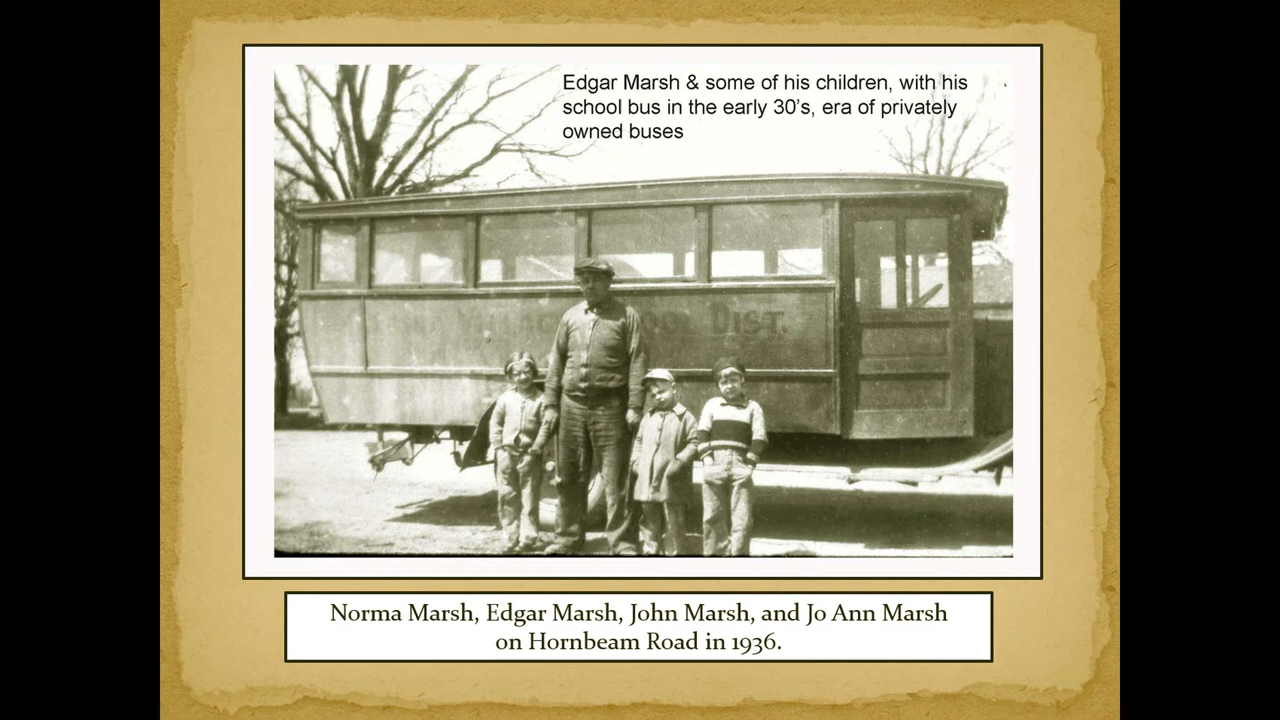 Edgar Marsh & some of his children, with his
school bus in the early 30's, era of privately
owned buses
DIST.
Norma Marsh, Edgar Marsh, John Marsh, and Jo Ann Marsh
on Hornbeam Road in 1936.